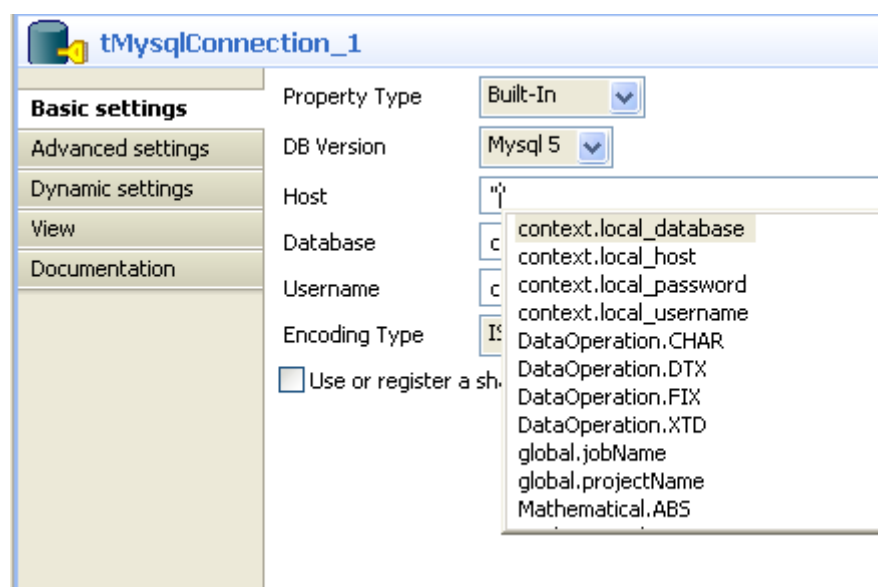 tMysqlConnection_1
Basic settings
Advanced settings
Dynamic settings
View
Documentation
Property Type Built-In
DB Version Mysql 5
Host "|"
Database c
Username c
Encoding Type IS
Use or register a sh
context.local_database
context.local_host
context.local_password
context.local_username
DataOperation.CHAR
DataOperation.DTX
DataOperation.FIX
DataOperation.XTD
global.jobName
global.projectName
Mathematical.ABS